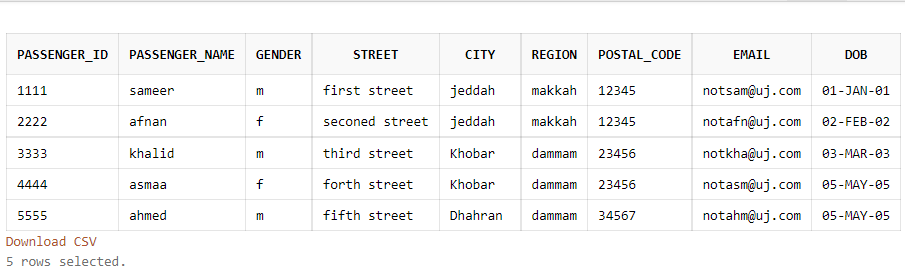 PASSENGER_ID PASSENGER_NAME GENDER STREET CITY REGION POSTAL_CODE EMAIL DOB
1111 sameer m first street jeddah makkah 12345 notsam@uj.com 01-JAN-01
2222 afnan f seconed street jeddah makkah 12345 notafn@uj.com 02-FEB-02
3333 khalid m third street Khobar dammam 23456 notkha@uj.com 03-MAR-03
4444 asmaa f forth street Khobar dammam 23456 notasm@uj.com 05-MAY-05
5555 ahmed m fifth street Dhahran dammam 34567 notahm@uj.com 05-MAY-05
Download CSV
5 rows selected.